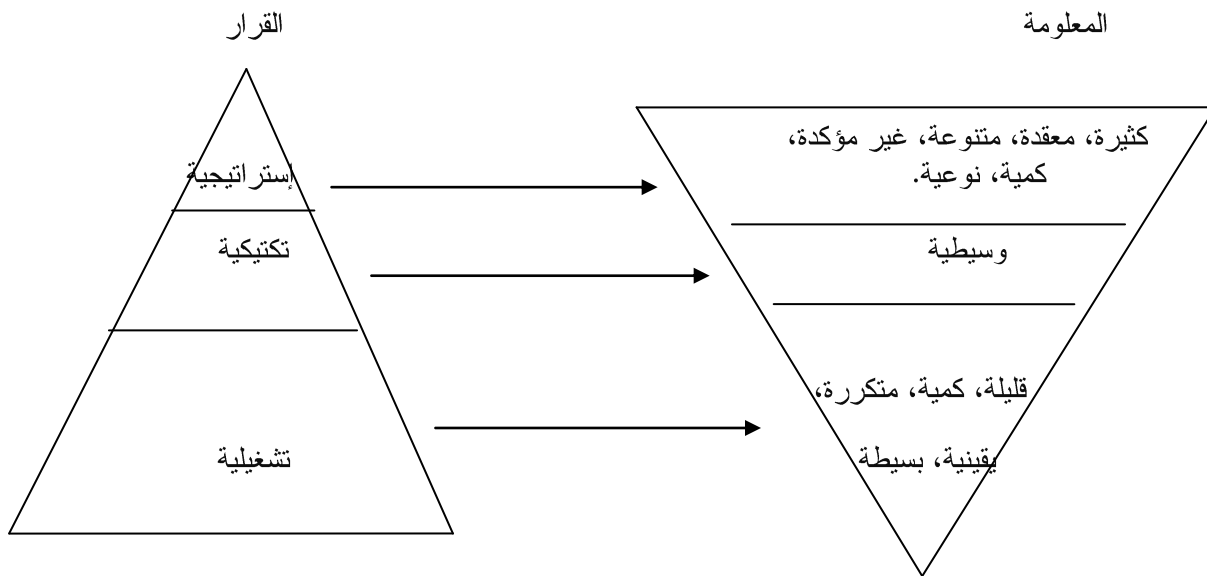 المعلومة
القرار
كثيرة، معقدة، متنوعة، غير مؤكدة،
كمية، نوعية.
إستراتيجية
وسيطية
تكتيكية
قليلة، كمية، متكررة،
يقينية، بسيطة
تشغيلية